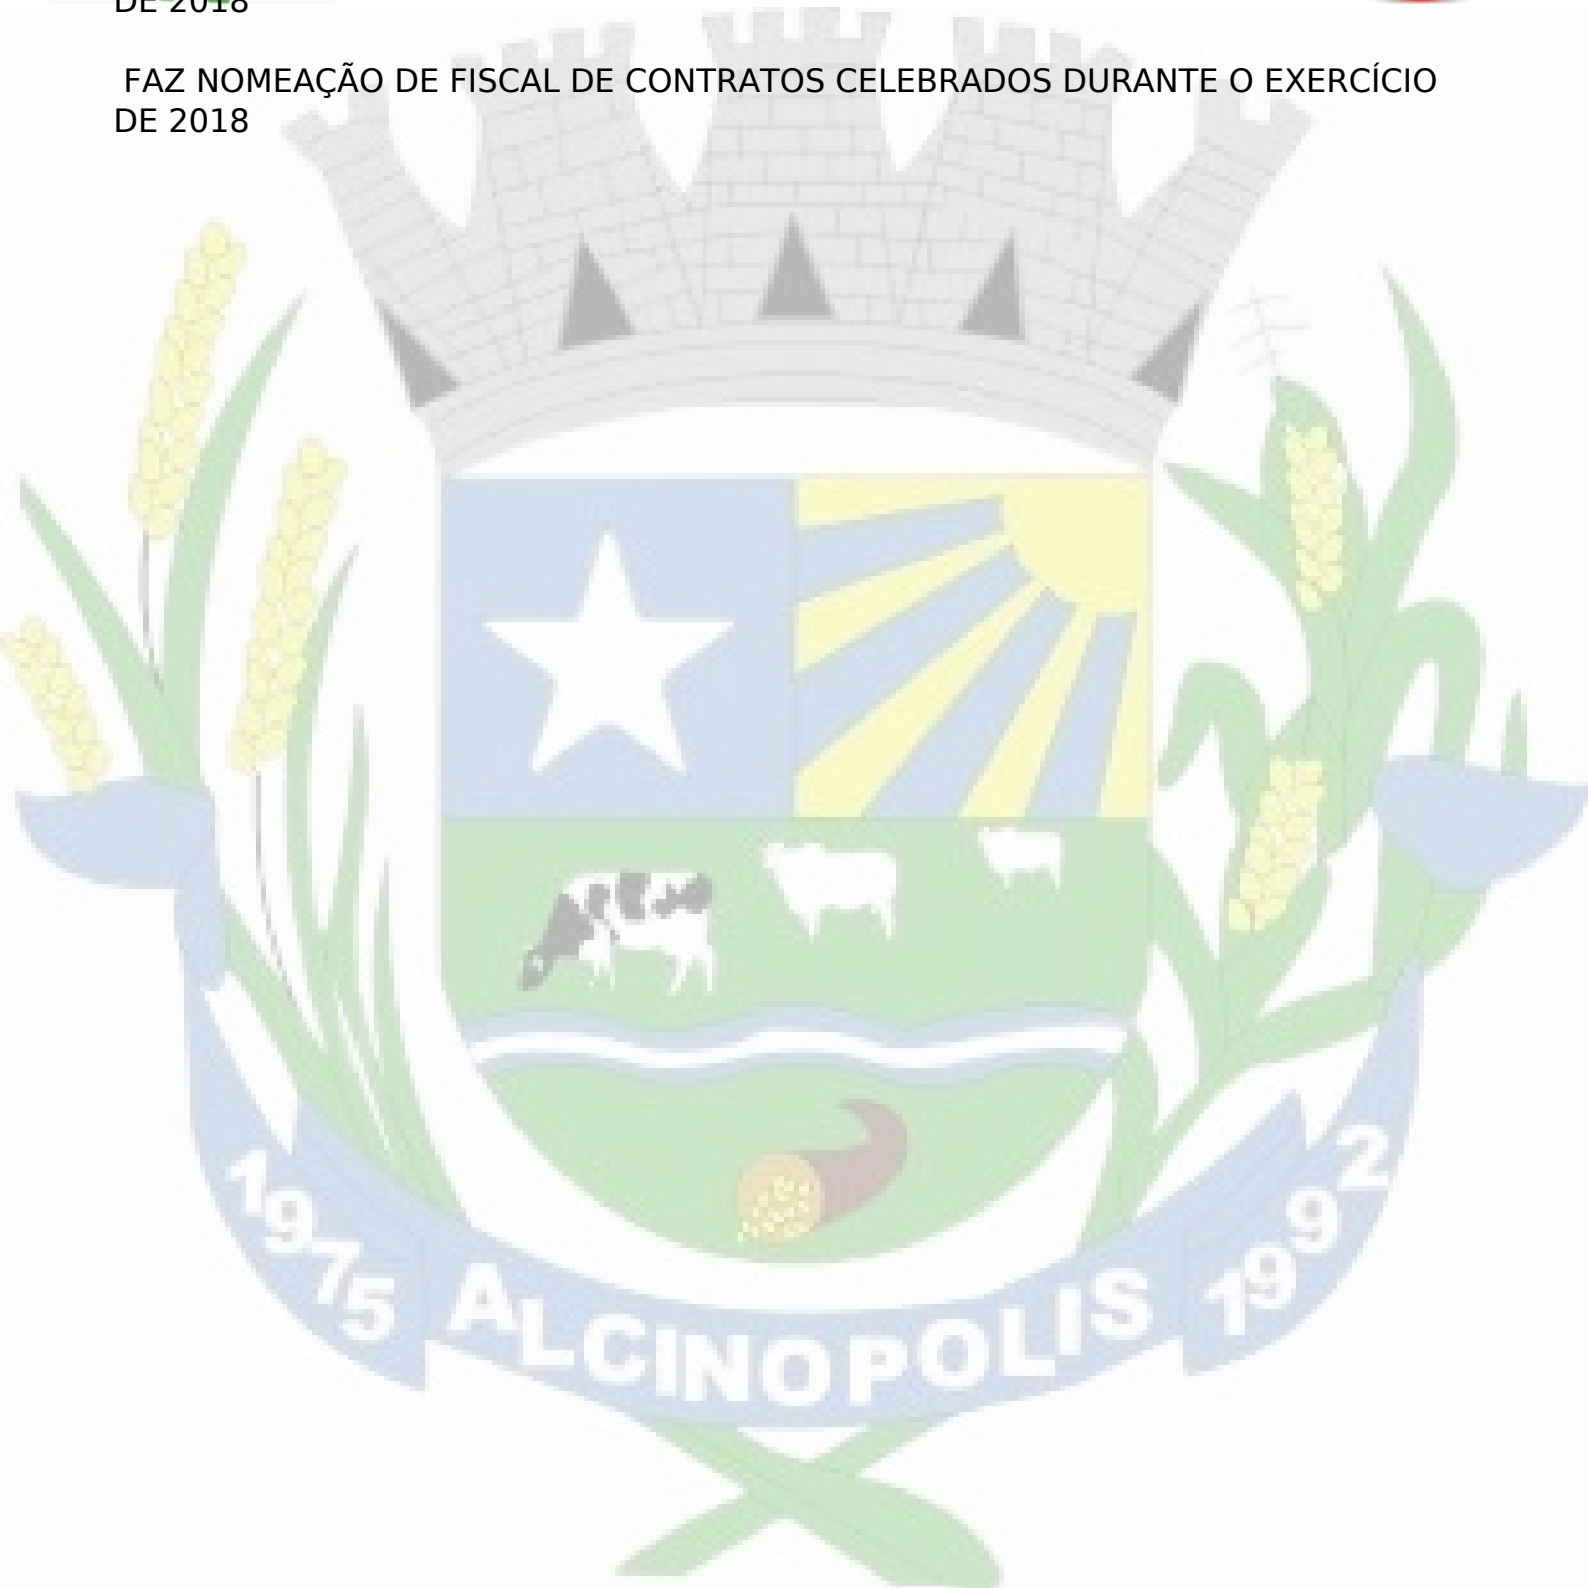 DE 2018
FAZ NOMEAÇÃO DE FISCAL DE CONTRATOS CELEBRADOS DURANTE O EXERCÍCIO
DE 2018
1975 ALCINOPOLIS 1992